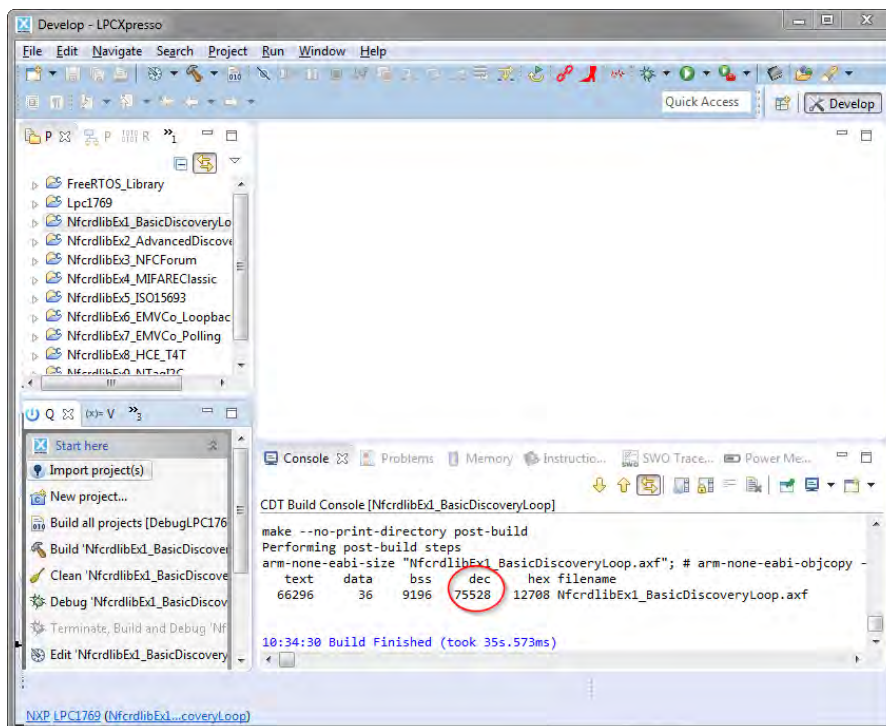 Develop - LPCXpresso
File Edit Navigate Search Project Run Window Help
Quick Access Develop
P P R »1
FreeRTOS_Library
Lpc1769
NfcrdlibEx1_BasicDiscoveryLo
NfcrdlibEx2_AdvancedDiscove
NfcrdlibEx3_NFCForum
NfcrdlibEx4_MIFAREClassic
NfcrdlibEx5_ISO15693
NfcrdlibEx6_EMVCo_Loopbac
NfcrdlibEx7_EMVCo_Polling
NfcrdlibEx8_HCE_T4T
NfcrdlibEx9_NTagI2C
Q (x)= V »3
Start here
Import project(s)
New project...
Build all projects [DebugLPC176
Build 'NfcrdlibEx1_BasicDiscover
Clean 'NfcrdlibEx1_BasicDiscove
Debug 'NfcrdlibEx1_BasicDiscov
Terminate, Build and Debug 'Nf
Edit 'NfcrdlibEx1_BasicDiscovery
Console Problems Memory Instructio... SWO Trace... Power Me...
CDT Build Console [NfcrdlibEx1_BasicDiscoveryLoop]
make --no-print-directory post-build
Performing post-build steps
arm-none-eabi-size "NfcrdlibEx1_BasicDiscoveryLoop.axf"; # arm-none-eabi-objcopy -
text data bss dec hex filename
66296 36 9196 75528 12708 NfcrdlibEx1_BasicDiscoveryLoop.axf
10:34:30 Build Finished (took 35s.573ms)
NXP LPC1769 (NfcrdlibEx1...coveryLoop)